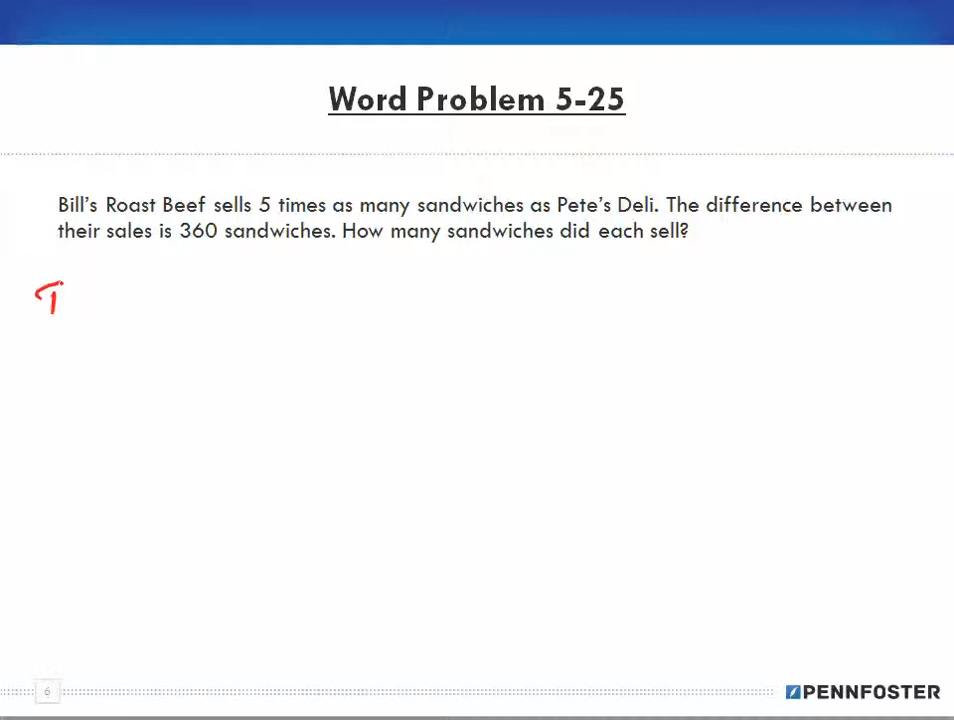 Word Problem 5-25
Bill's Roast Beef sells 5 times as many sandwiches as Pete's Deli. The difference between
their sales is 360 sandwiches. How many sandwiches did each sell?
6
PENNFOSTER